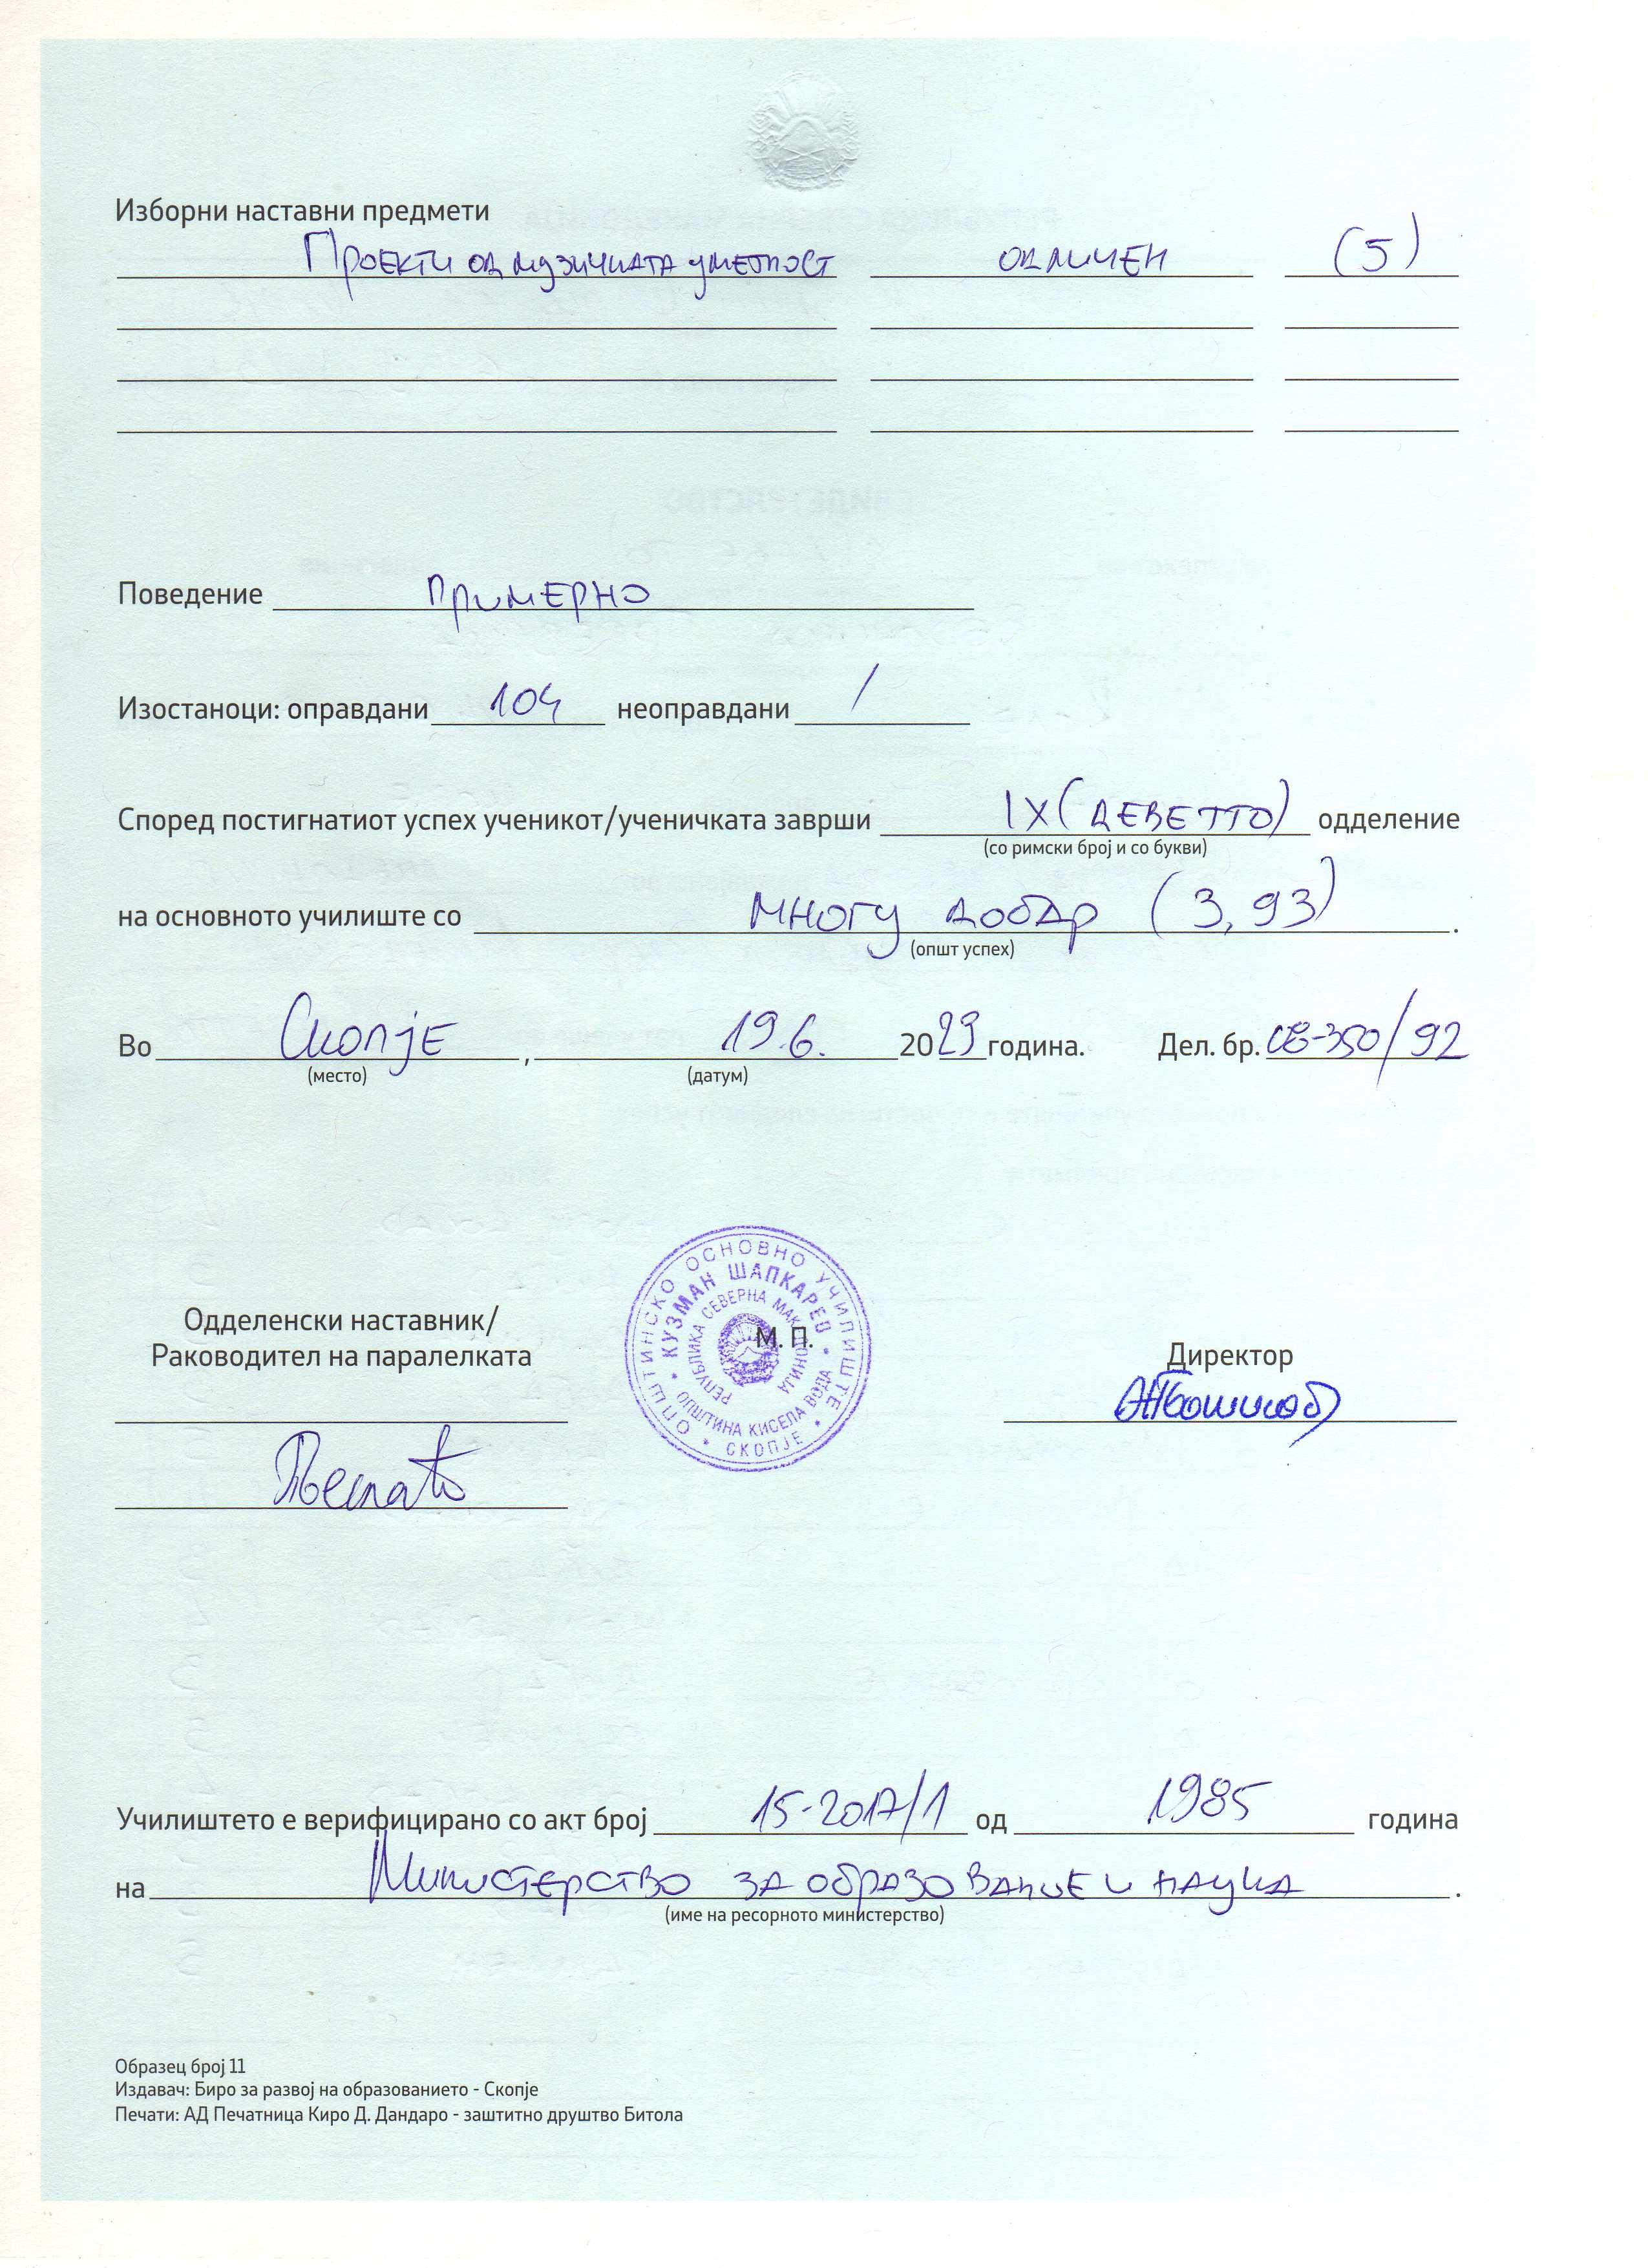 Изборни наставни предмети
Проекти од музичката уметност одличен (5)
Поведение примерно
Изостаноци: оправдани 104 неоправдани /
Според постигнатиот успех ученикот/ученичката заврши IX (деветто) одделение
(со римски број и со букви)
на основното училиште со многу добар (3,93).
(општ успех)
Во Скопје, 19.6. 2023 година. Дел. бр. СВ-350/92
(место) (датум)
ОПШТИНСКО ОСНОВНО УЧИЛИШТЕ
КУЗМАН ШАПКАРЕВ
РЕПУБЛИКА СЕВЕРНА МАКЕДОНИЈА
ОПШТИНА КИСЕЛА ВОДА
СКОПЈЕ
М. П.
Одделенски наставник/
Раководител на паралелката
Директор
Училиштето е верифицирано со акт број 15-2017/1 од 1985 година
на Министерство за образование и наука.
(име на ресорното министерство)
Образец број 11
Издавач: Биро за развој на образованието - Скопје
Печати: АД Печатница Киро Д. Дандаро - заштитно друштво Битола